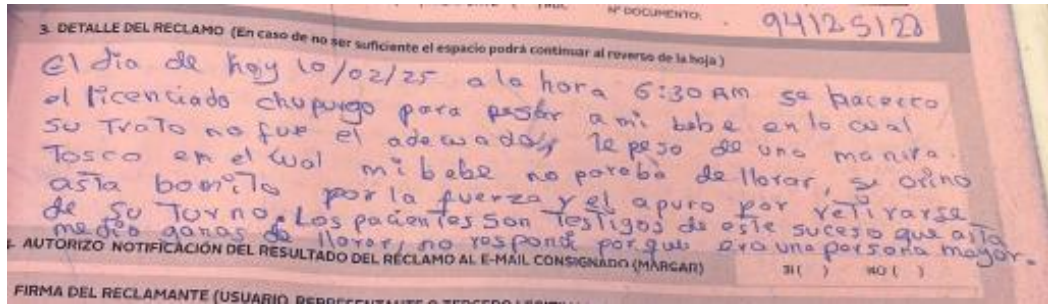 Nº DOCUMENTO: 94125128
3. DETALLE DEL RECLAMO (En caso de no ser suficiente el espacio podrá continuar al reverso de la hoja)
El dia de hoy 10/02/25 a la hora 6:30 AM se hacerco
el licenciado chupurgo para pesar a mi bebe en lo cual
su Trato no fue el adecuado, le peso de una manira
Tosco em el cual mi bebe no paraba de llorar, se orino
asta bomito por la fuerza y el apuro por retirarse
de su Turno. Los pacientes son Testigos de este suceso que asta
me dio ganas de llorar, no respondi porque era una persona mayor.
AUTORIZO NOTIFICACIÓN DEL RESULTADO DEL RECLAMO AL E-MAIL CONSIGNADO (MARCAR) SI ( ) NO ( )
FIRMA DEL RECLAMANTE (USUARIO, REPRESENTANTE O TERCERO